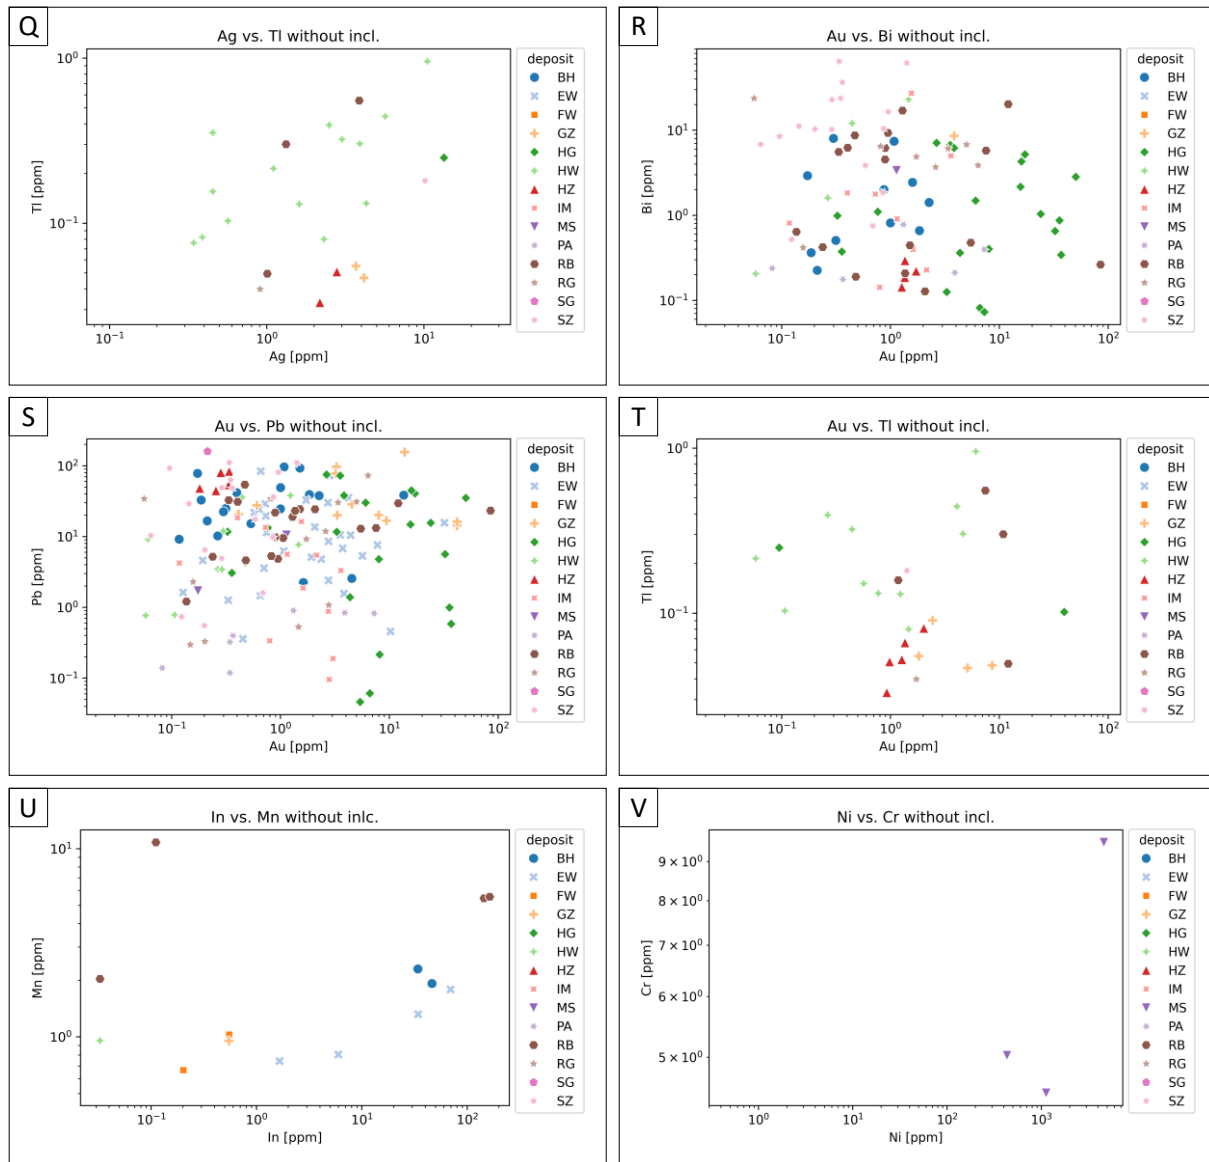 Q
Ag vs. Tl without incl.
Tl [ppm]
10⁰
10⁻¹
10⁻¹
10⁰
10¹
Ag [ppm]
deposit
BH
EW
FW
GZ
HG
HW
HZ
IM
MS
PA
RB
RG
SG
SZ
R
Au vs. Bi without incl.
Bi [ppm]
10¹
10⁰
10⁻¹
10⁻¹
10⁰
10¹
10²
Au [ppm]
deposit
BH
EW
FW
GZ
HG
HW
HZ
IM
MS
PA
RB
RG
SG
SZ
S
Au vs. Pb without incl.
Pb [ppm]
10²
10¹
10⁰
10⁻¹
10⁻¹
10⁰
10¹
10²
Au [ppm]
deposit
BH
EW
FW
GZ
HG
HW
HZ
IM
MS
PA
RB
RG
SG
SZ
T
Au vs. Tl without incl.
Tl [ppm]
10⁰
10⁻¹
10⁻¹
10⁰
10¹
10²
Au [ppm]
deposit
BH
EW
FW
GZ
HG
HW
HZ
IM
MS
PA
RB
RG
SG
SZ
U
In vs. Mn without inlc.
Mn [ppm]
10¹
10⁰
10⁻¹
10⁰
10¹
10²
In [ppm]
deposit
BH
EW
FW
GZ
HG
HW
HZ
IM
MS
PA
RB
RG
SG
SZ
V
Ni vs. Cr without incl.
Cr [ppm]
9 × 10⁰
8 × 10⁰
7 × 10⁰
6 × 10⁰
5 × 10⁰
10⁰
10¹
10²
10³
Ni [ppm]
deposit
BH
EW
FW
GZ
HG
HW
HZ
IM
MS
PA
RB
RG
SG
SZ